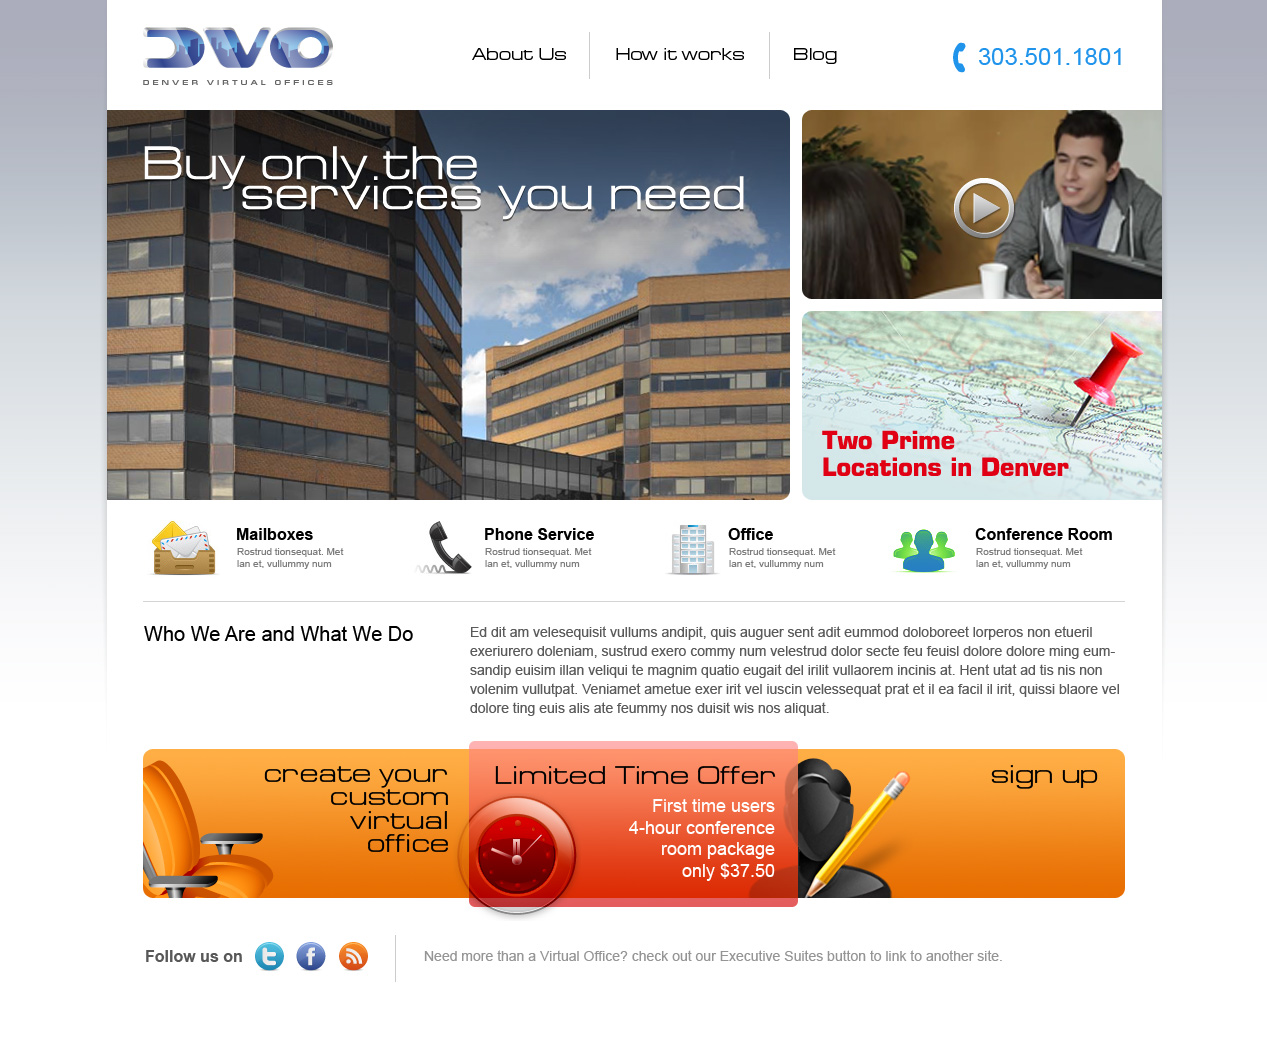 DVO
DENVER VIRTUAL OFFICES
About Us
How it works
Blog
303.501.1801
Buy only the
services you need
Two Prime
Locations in Denver
Mailboxes
Rostrud tionsequat. Met
lan et, vullummy num
Phone Service
Rostrud tionsequat. Met
lan et, vullummy num
Office
Rostrud tionsequat. Met
lan et, vullummy num
Conference Room
Rostrud tionsequat. Met
lan et, vullummy num
Who We Are and What We Do
Ed dit am velesequisit vullums andipit, quis auguer sent adit eummod doloboreet lorperos non etueril
exeriurero doleniam, sustrud exero commy num velestrud dolor secte feu feuisl dolore dolore ming eum-
sandip euisim illan veliqui te magnim quatio eugait del irilit vullaorem incinis at. Hent utat ad tis nis non
volenim vullutpat. Veniamet ametue exer irit vel iuscin velessequat prat et il ea facil il irit, quissi blaore vel
dolore ting euis alis ate feummy nos duisit wis nos aliquat.
create your
custom
virtual
office
Limited Time Offer
First time users
4-hour conference
room package
only $37.50
sign up
Follow us on
Need more than a Virtual Office? check out our Executive Suites button to link to another site.